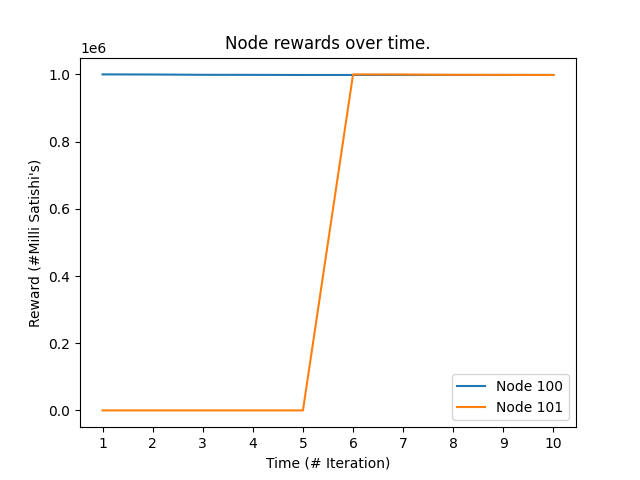 Node rewards over time.
1e6
1.0
0.8
0.6
0.4
0.2
0.0
Reward (#Milli Satishi's)
1 2 3 4 5 6 7 8 9 10
Time (# Iteration)
Node 100
Node 101